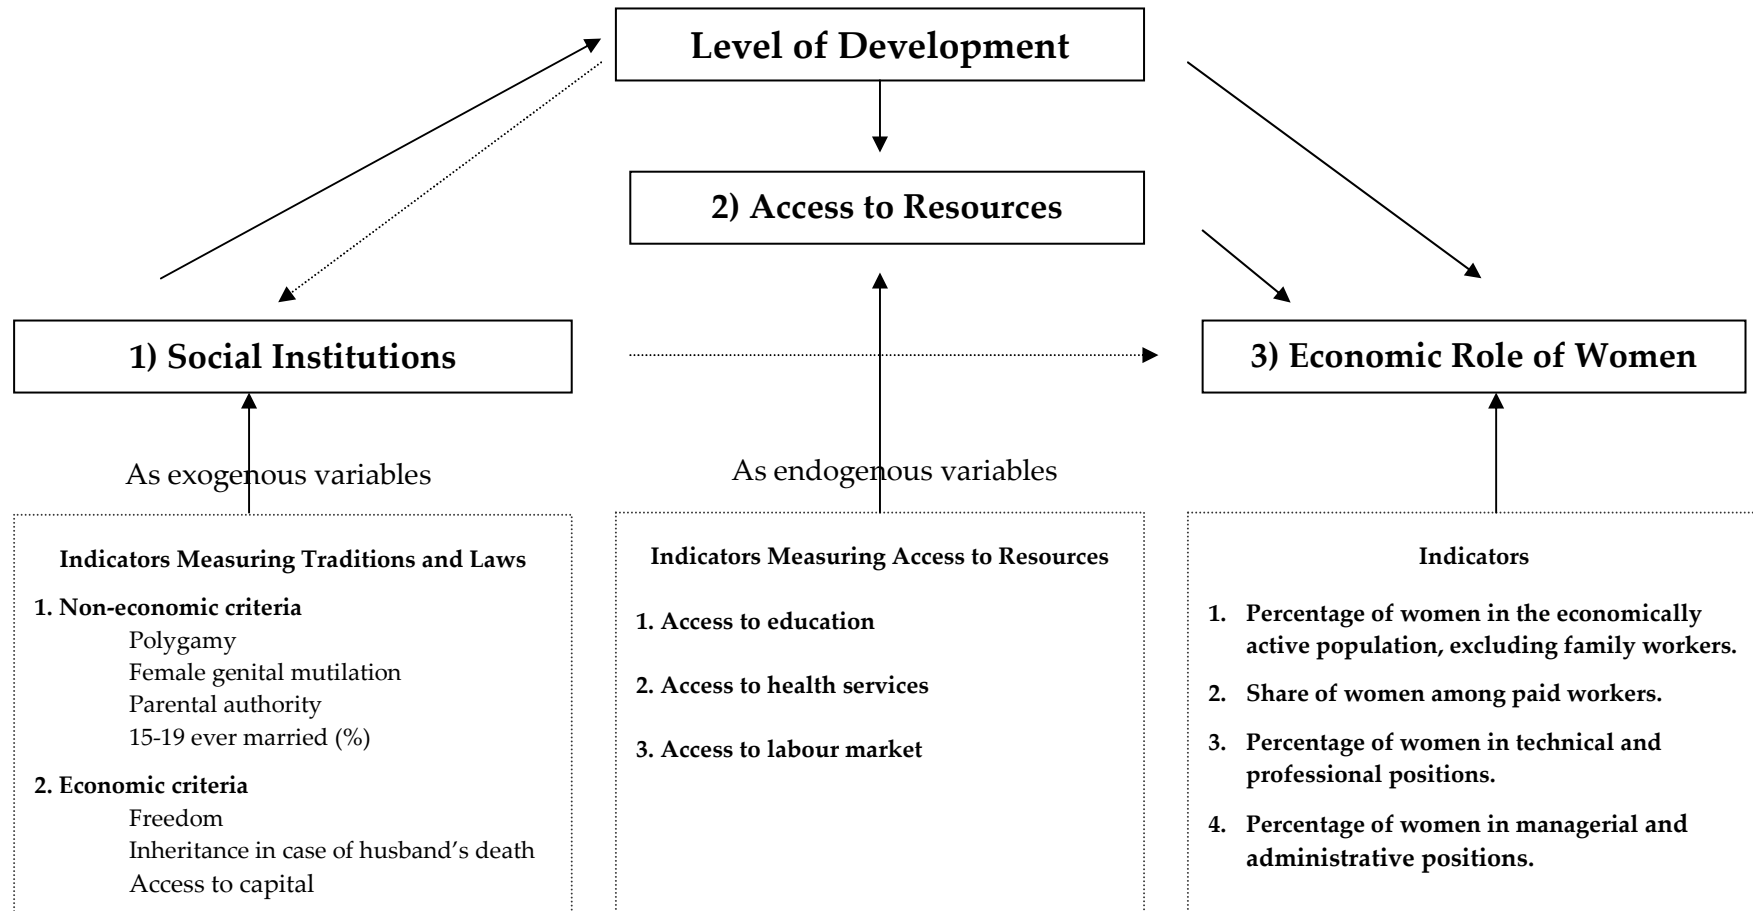 Level of Development
2) Access to Resources
1) Social Institutions
3) Economic Role of Women
As exogenous variables
As endogenous variables
Indicators Measuring Traditions and Laws
1. Non-economic criteria
Polygamy
Female genital mutilation
Parental authority
15-19 ever married (%)
2. Economic criteria
Freedom
Inheritance in case of husband’s death
Access to capital
Indicators Measuring Access to Resources
1. Access to education
2. Access to health services
3. Access to labour market
Indicators
1. Percentage of women in the economically
active population, excluding family workers.
2. Share of women among paid workers.
3. Percentage of women in technical and
professional positions.
4. Percentage of women in managerial and
administrative positions.